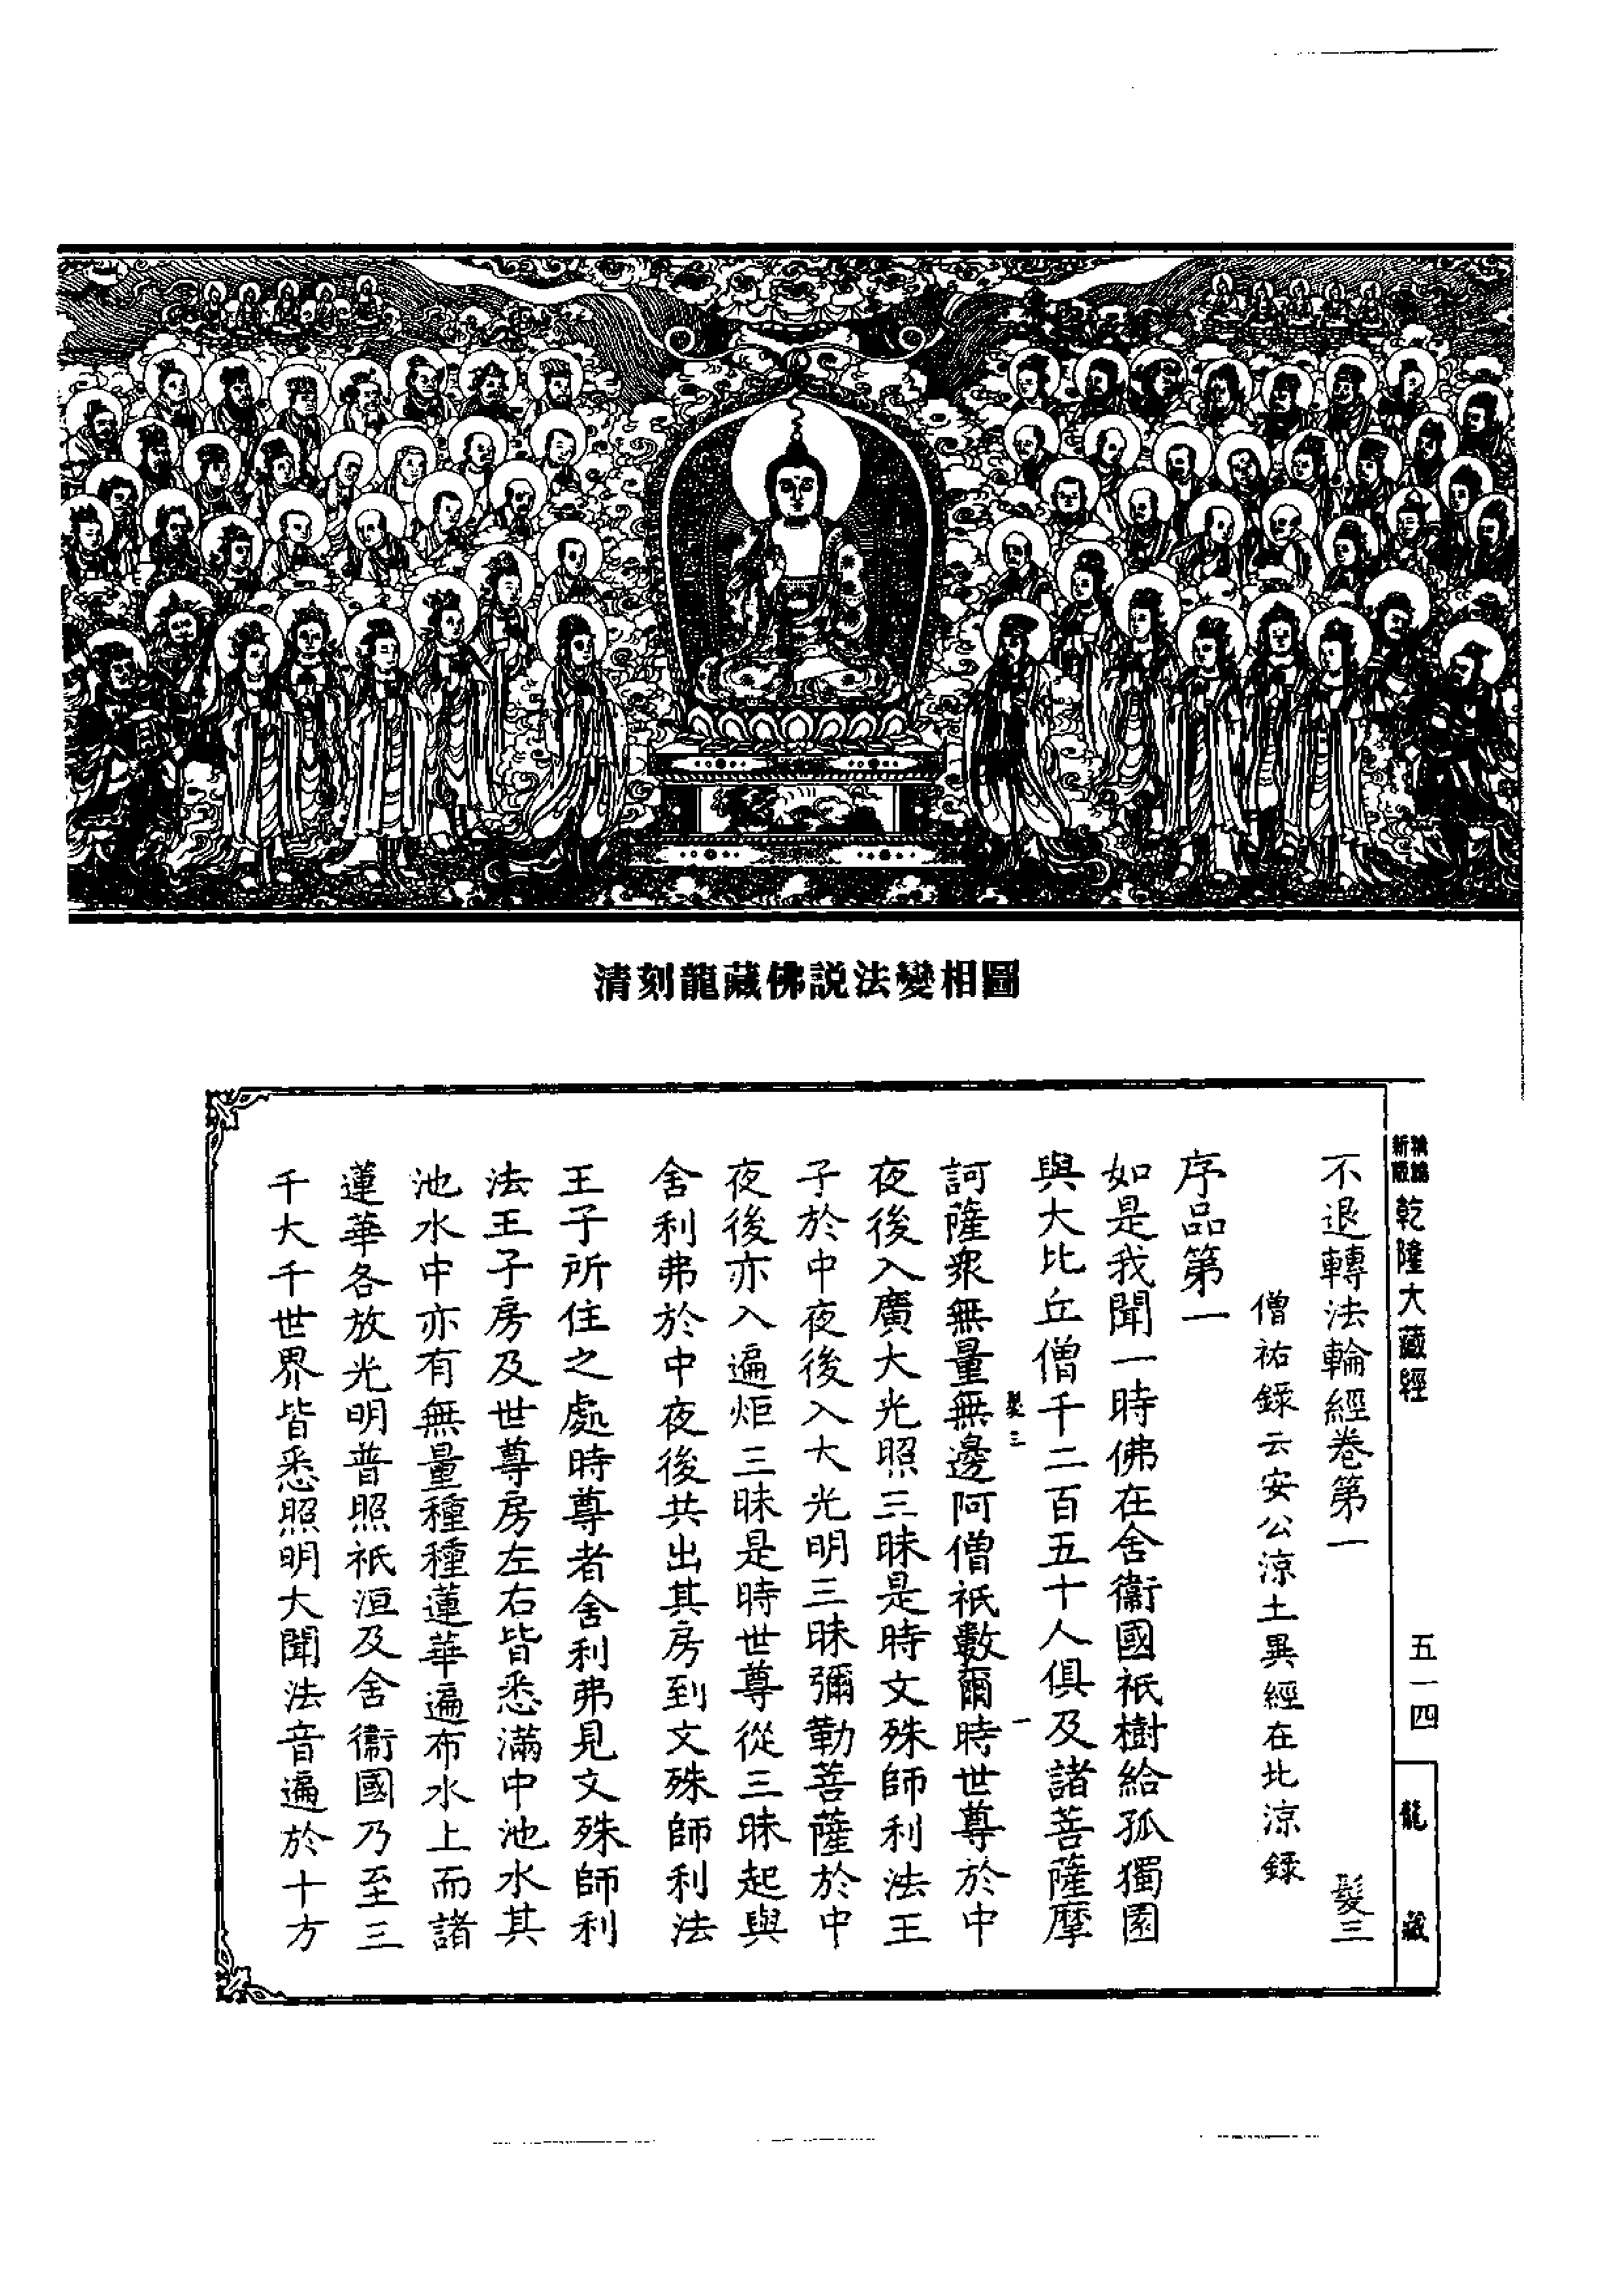 清刻龍藏佛説法變相圖
乾隆大藏經
五一四
龍藏
不退轉法輪經卷第一 髮三
僧祐錄云安公涼土異經在北涼錄
序品第一
如是我聞一時佛在舍衞國祇樹給孤獨園
與大比丘僧千二百五十人俱及諸菩薩摩
訶薩衆無量無邊阿僧祇數爾時世尊於中
髮三 一
夜後入廣大光照三昧是時文殊師利法王
子於中夜後入大光明三昧彌勒菩薩於中
夜後亦入遍炬三昧是時世尊從三昧起與
舍利弗於中夜後共出其房到文殊師利法
王子所住之處時尊者舍利弗見文殊師利
法王子房及世尊房左右皆悉滿中池水其
池水中亦有無量種種蓮華遍布水上而諸
蓮華各放光明普照祇洹及舍衞國乃至三
千大千世界皆悉照明大聞法音遍於十方